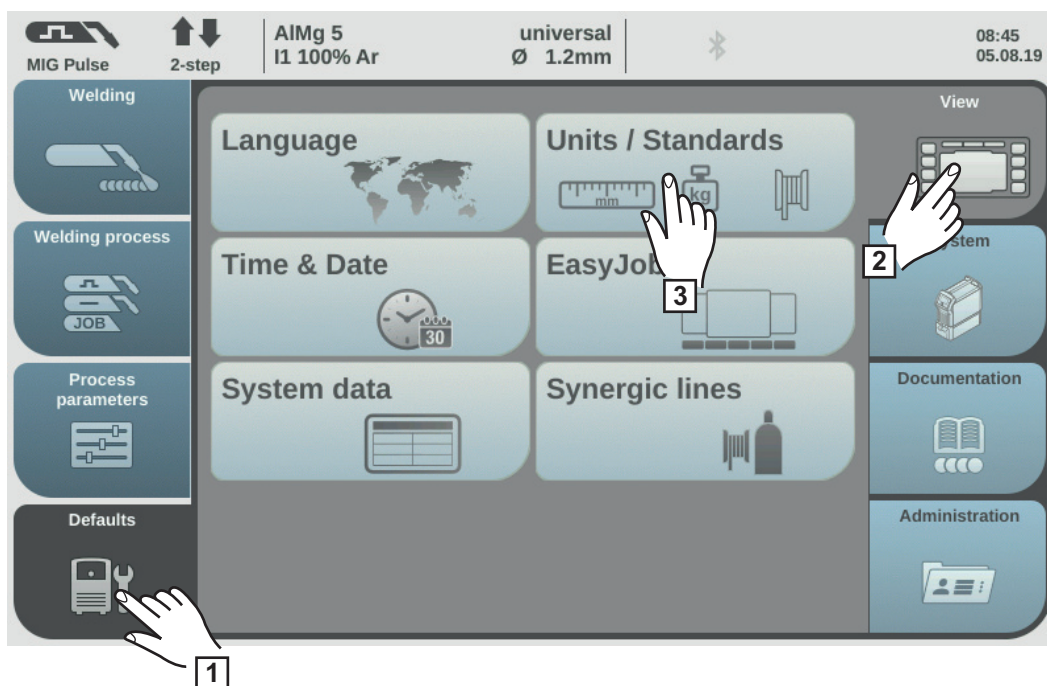 MIG Pulse
2-step
AlMg 5
I1 100% Ar
universal
Ø 1.2mm
08:45
05.08.19
Welding
Welding process
JOB
Process
parameters
Defaults
1
Language
Units / Standards
mm
kg
Time & Date
30
EasyJob
3
System data
Synergic lines
View
2
Documentation
Administration